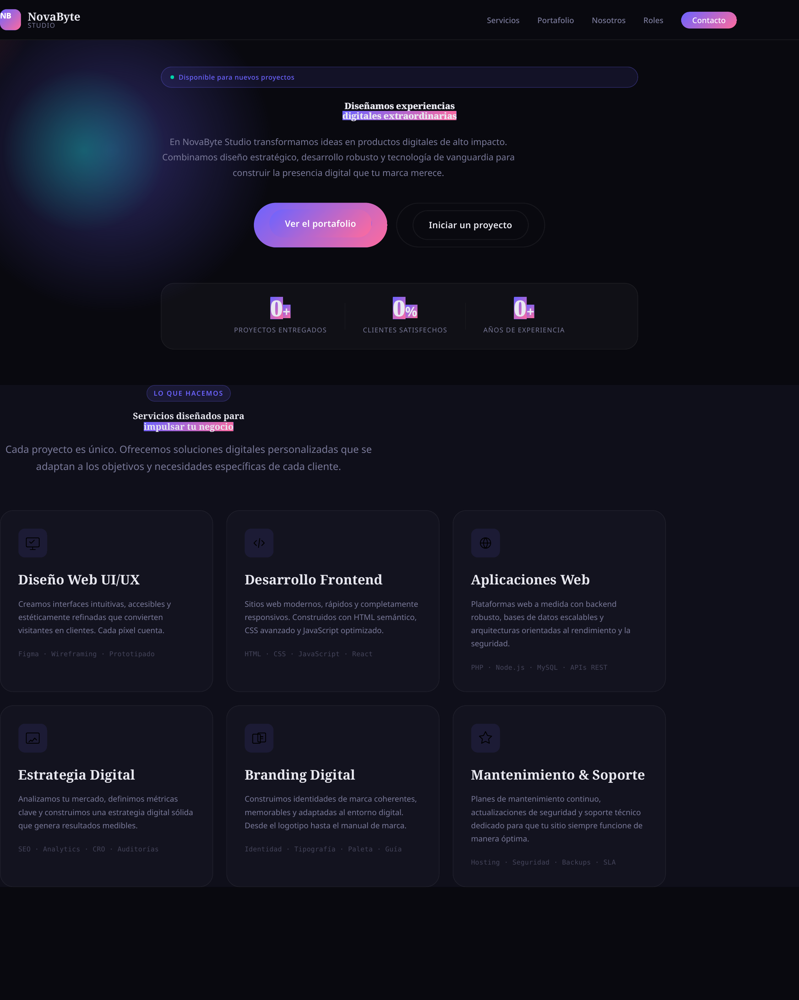 NB
NovaByte
STUDIO
Servicios
Portafolio
Nosotros
Roles
Contacto
Disponible para nuevos proyectos
Diseñamos experiencias
digitales extraordinarias
En NovaByte Studio transformamos ideas en productos digitales de alto impacto.
Combinamos diseño estratégico, desarrollo robusto y tecnología de vanguardia para
construir la presencia digital que tu marca merece.
Ver el portafolio
Iniciar un proyecto
0+
PROYECTOS ENTREGADOS
0%
CLIENTES SATISFECHOS
0+
AÑOS DE EXPERIENCIA
LO QUE HACEMOS
Servicios diseñados para
impulsar tu negocio
Cada proyecto es único. Ofrecemos soluciones digitales personalizadas que se
adaptan a los objetivos y necesidades específicas de cada cliente.
Diseño Web UI/UX
Creamos interfaces intuitivas, accesibles y
estéticamente refinadas que convierten
visitantes en clientes. Cada píxel cuenta.
Figma · Wireframing · Prototipado
Desarrollo Frontend
Sitios web modernos, rápidos y completamente
responsivos. Construidos con HTML semántico,
CSS avanzado y JavaScript optimizado.
HTML · CSS · JavaScript · React
Aplicaciones Web
Plataformas web a medida con backend
robusto, bases de datos escalables y
arquitecturas orientadas al rendimiento y la
seguridad.
PHP · Node.js · MySQL · APIs REST
Estrategia Digital
Analizamos tu mercado, definimos métricas
clave y construimos una estrategia digital sólida
que genera resultados medibles.
SEO · Analytics · CRO · Auditorías
Branding Digital
Construimos identidades de marca coherentes,
memorables y adaptadas al entorno digital.
Desde el logotipo hasta el manual de marca.
Identidad · Tipografía · Paleta · Guía
Mantenimiento & Soporte
Planes de mantenimiento continuo,
actualizaciones de seguridad y soporte técnico
dedicado para que tu sitio siempre funcione de
manera óptima.
Hosting · Seguridad · Backups · SLA